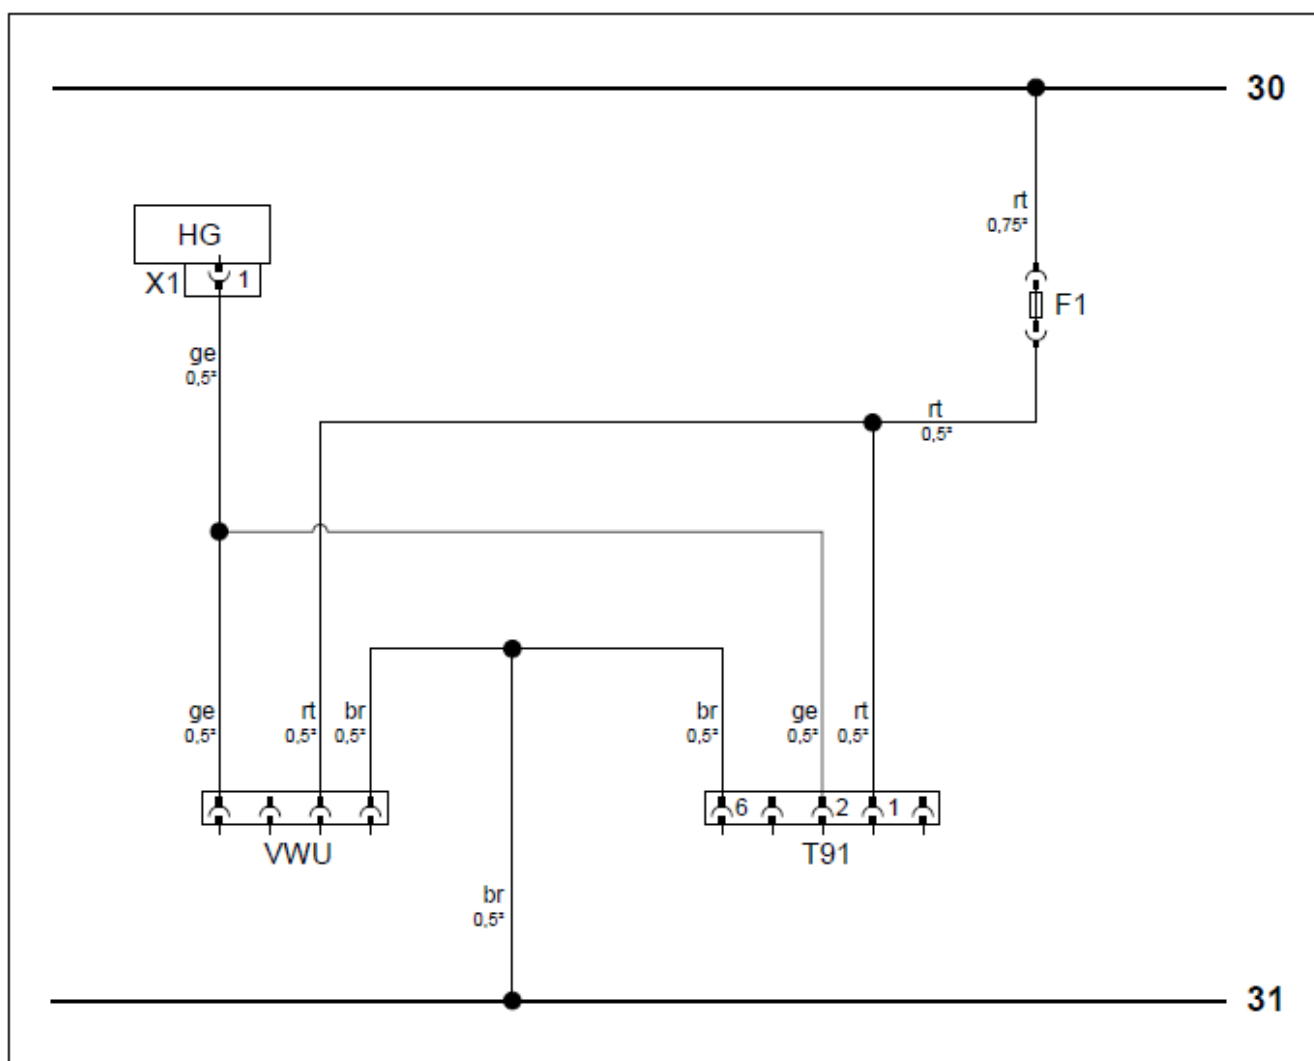 30
rt
0,75²
HG
X1 1
F1
ge
0,5²
rt
0,5²
ge
0,5²
rt
0,5²
br
0,5²
br
0,5²
ge
0,5²
rt
0,5²
6 2 1
VWU
T91
br
0,5²
31